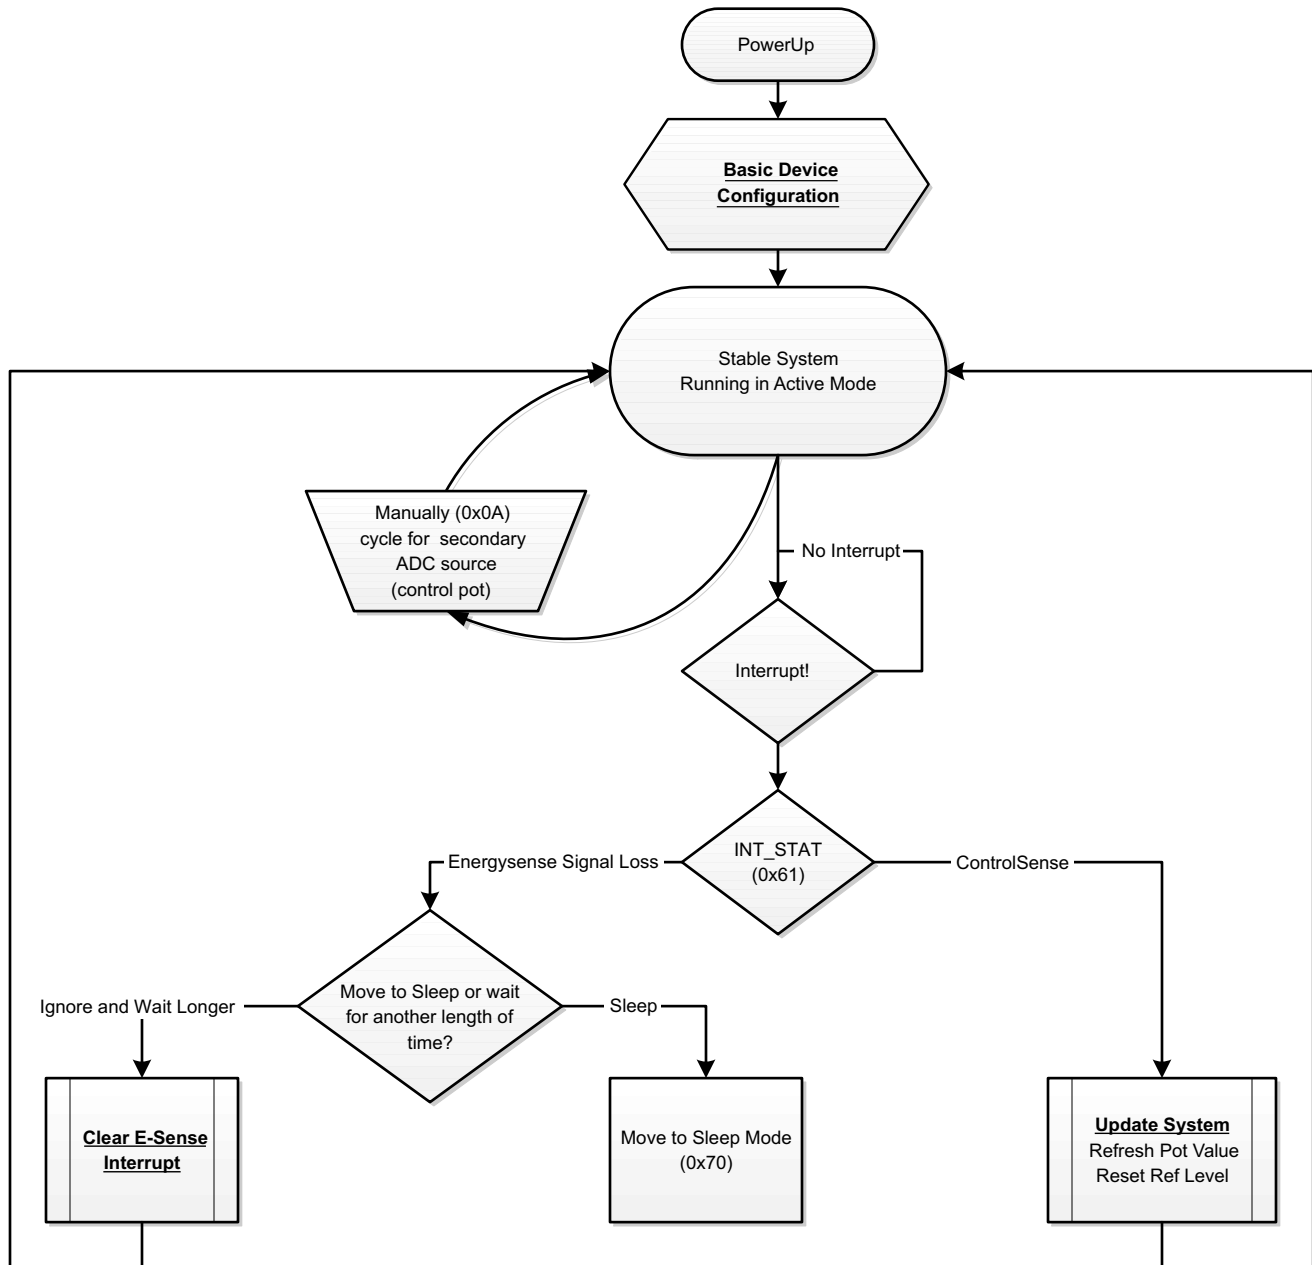 PowerUp
Basic Device
Configuration
Stable System
Running in Active Mode
Manually (0x0A)
cycle for secondary
ADC source
(control pot)
No Interrupt
Interrupt!
INT_STAT
(0x61)
Energysense Signal Loss
ControlSense
Move to Sleep or wait
for another length of
time?
Ignore and Wait Longer
Sleep
Clear E-Sense
Interrupt
Move to Sleep Mode
(0x70)
Update System
Refresh Pot Value
Reset Ref Level